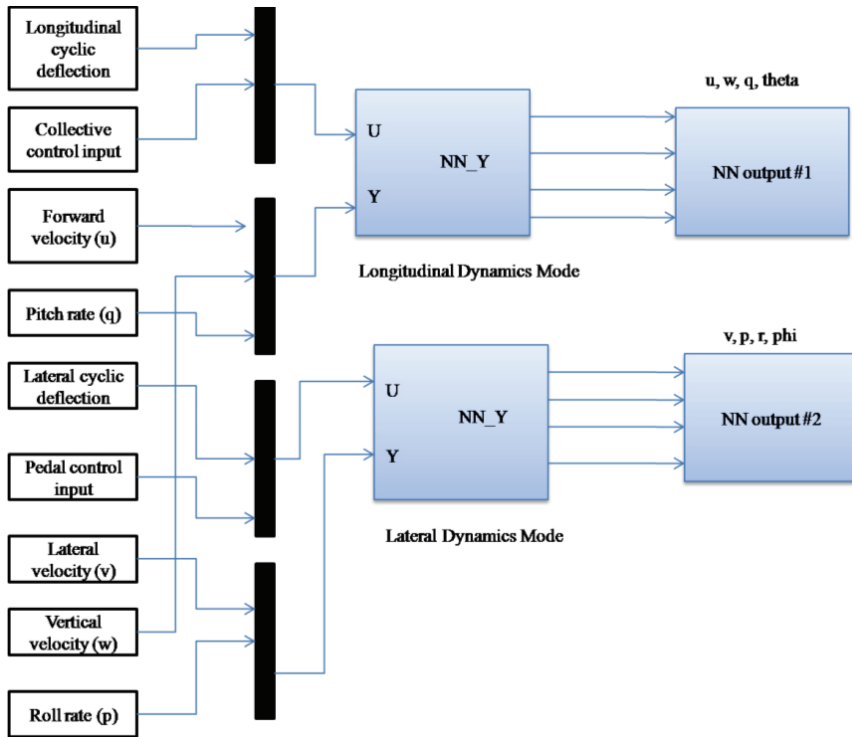 Longitudinal
cyclic
deflection
Collective
control input
Forward
velocity (u)
Pitch rate (q)
Lateral cyclic
deflection
Pedal control
input
Lateral
velocity (v)
Vertical
velocity (w)
Roll rate (p)
U
NN_Y
Y
Longitudinal Dynamics Mode
u, w, q, theta
NN output #1
U
NN_Y
Y
Lateral Dynamics Mode
v, p, r, phi
NN output #2